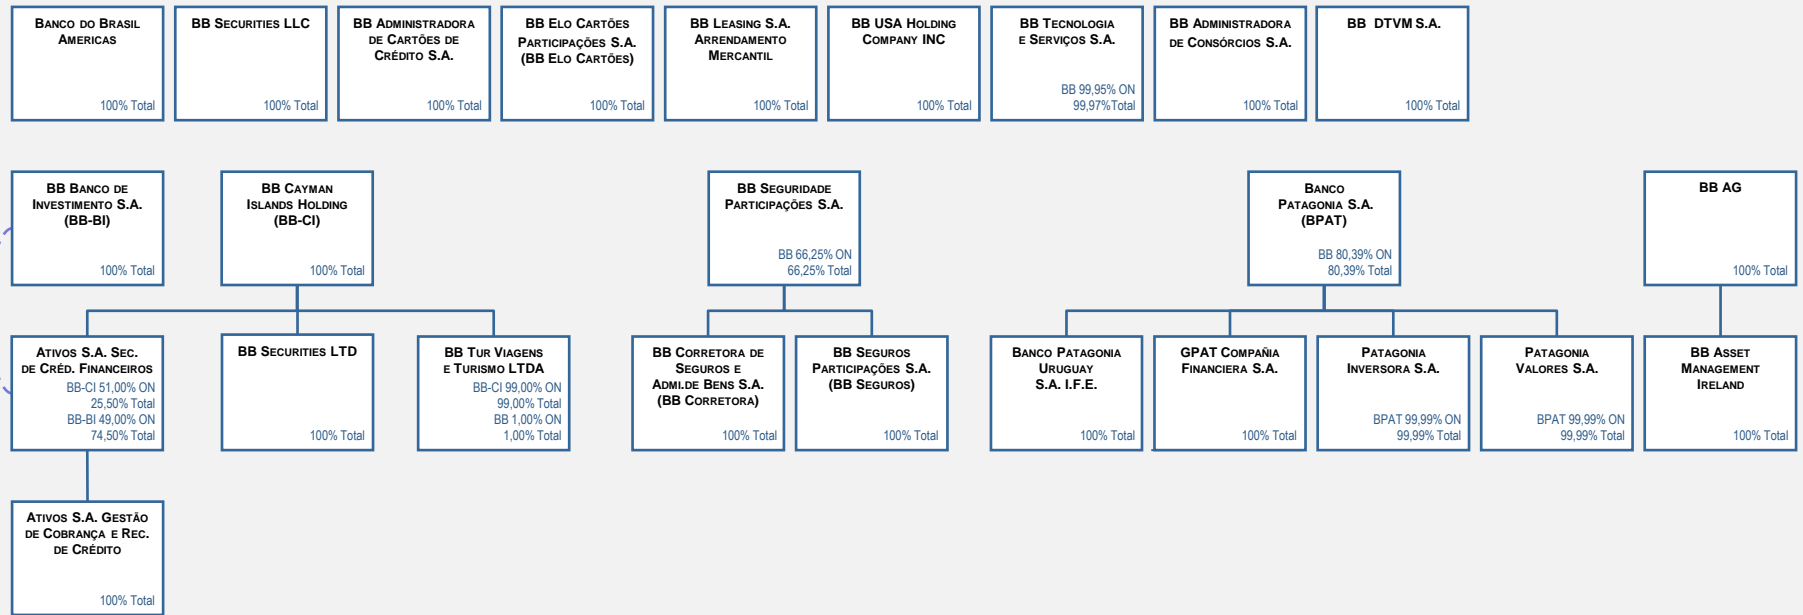 Banco do Brasil
Americas
100% Total
BB Securities LLC
100% Total
BB Administradora
de Cartões de
Crédito S.A.
100% Total
BB Elo Cartões
Participações S.A.
(BB Elo Cartões)
100% Total
BB Leasing S.A.
Arrendamento
Mercantil
100% Total
BB USA Holding
Company INC
100% Total
BB Tecnologia
e Serviços S.A.
BB 99,95% ON
99,97%Total
BB Administradora
de Consórcios S.A.
100% Total
BB DTVM S.A.
100% Total
BB Banco de
Investimento S.A.
(BB-BI)
100% Total
BB Cayman
Islands Holding
(BB-CI)
100% Total
BB Seguridade
Participações S.A.
BB 66,25% ON
66,25% Total
Banco
Patagonia S.A.
(BPAT)
BB 80,39% ON
80,39% Total
BB AG
100% Total
Ativos S.A. Sec.
de Créd. Financeiros
BB-CI 51,00% ON
25,50% Total
BB-BI 49,00% ON
74,50% Total
BB Securities LTD
100% Total
BB Tur Viagens
e Turismo LTDA
BB-CI 99,00% ON
99,00% Total
BB 1,00% ON
1,00% Total
BB Corretora de
Seguros e
Admi.de Bens S.A.
(BB Corretora)
100% Total
BB Seguros
Participações S.A.
(BB Seguros)
100% Total
Banco Patagonia
Uruguay
S.A. I.F.E.
100% Total
GPAT Compañia
Financiera S.A.
100% Total
Patagonia
Inversora S.A.
BPAT 99,99% ON
99,99% Total
Patagonia
Valores S.A.
BPAT 99,99% ON
99,99% Total
BB Asset
Management
Ireland
100% Total
Ativos S.A. Gestão
de Cobrança e Rec.
de Crédito
100% Total